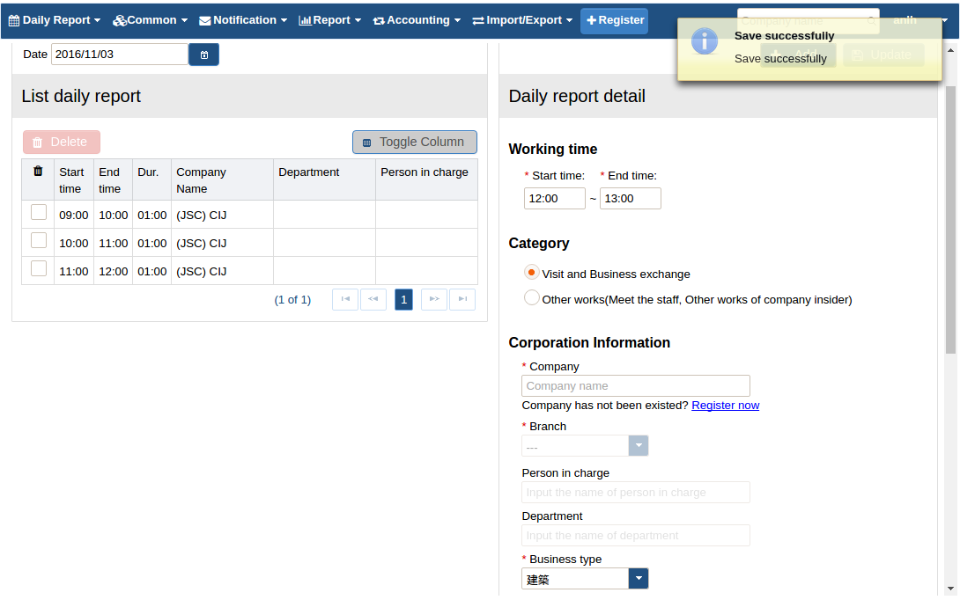 Daily Report Common Notification Report Accounting Import/Export + Register Company name anlh
Save successfully
Save successfully
Date 2016/11/03
+ Add Update
List daily report
Daily report detail
Delete Toggle Column
Start time End time Dur. Company Name Department Person in charge
09:00 10:00 01:00 (JSC) CIJ
10:00 11:00 01:00 (JSC) CIJ
11:00 12:00 01:00 (JSC) CIJ
(1 of 1) 1
Working time
* Start time: * End time:
12:00 ~ 13:00
Category
Visit and Business exchange
Other works(Meet the staff, Other works of company insider)
Corporation Information
* Company
Company name
Company has not been existed? Register now
* Branch
---
Person in charge
Input the name of person in charge
Department
Input the name of department
* Business type
建築